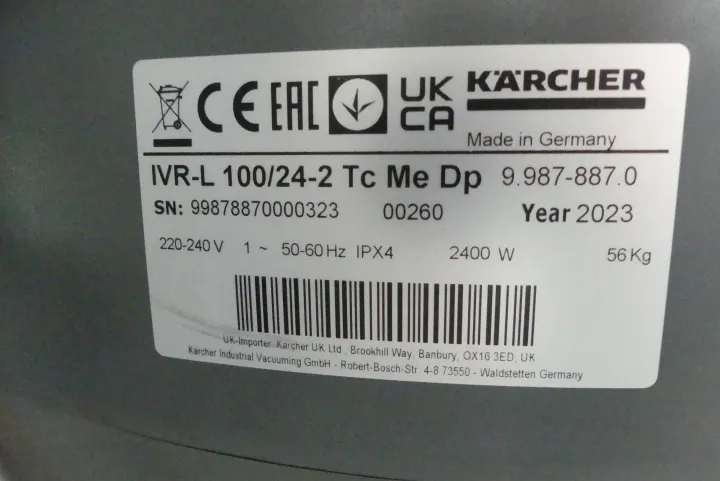 CE EAC UK CA KÄRCHER
Made in Germany
IVR-L 100/24-2 Tc Me Dp 9.987-887.0
SN: 99878870000323 00260 Year 2023
220-240 V 1 ~ 50-60 Hz IPX4 2400 W 56 Kg
UK-Importer: Karcher UK Ltd., Brookhill Way, Banbury, OX16 3ED, UK
Karcher Industrial Vacuuming GmbH - Robert-Bosch-Str 4-8 73550 - Waldstetten Germany